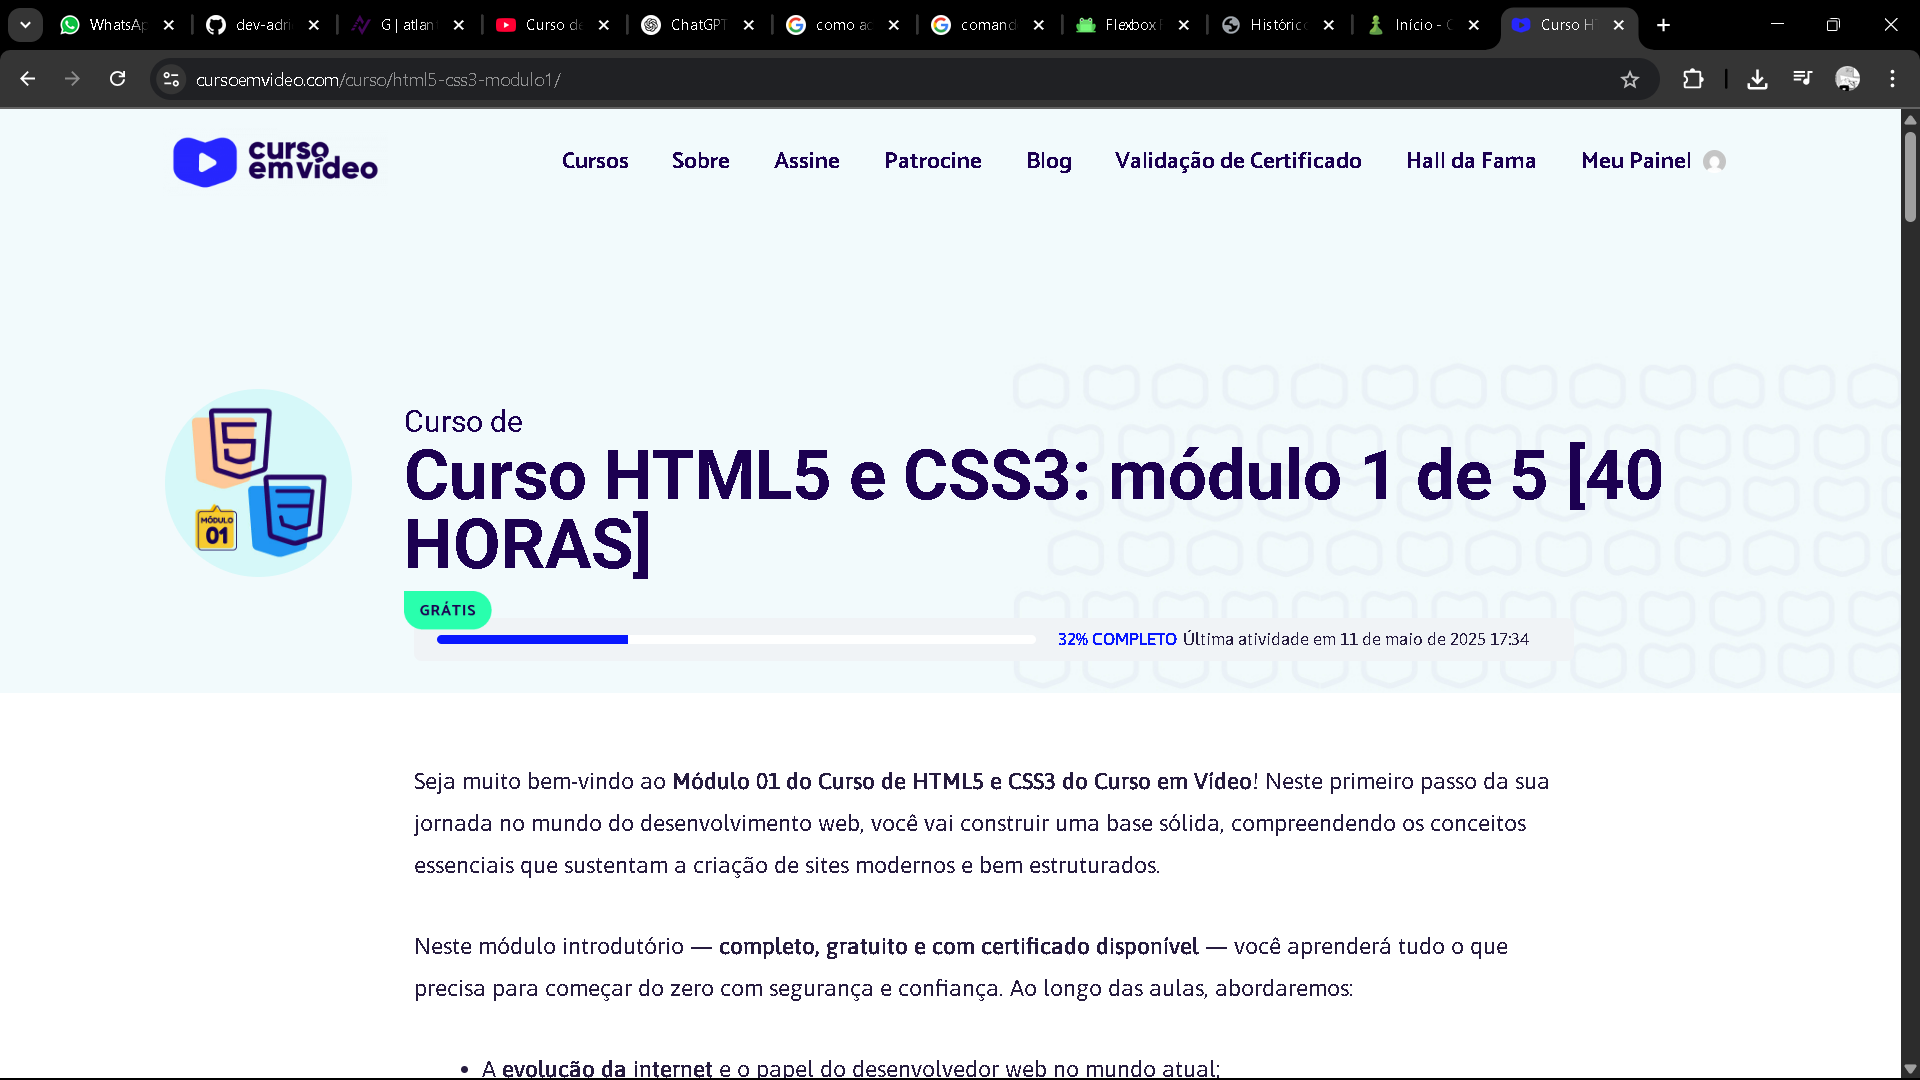 WhatsAp
dev-adri
G | atlan
Curso de
ChatGPT
como ac
comand
Flexbox F
Históric
Início - C
Curso HT
cursoemvideo.com/curso/html5-css3-modulo1/
curso
emvídeo
Cursos
Sobre
Assine
Patrocine
Blog
Validação de Certificado
Hall da Fama
Meu Painel
Curso de
Curso HTML5 e CSS3: módulo 1 de 5 [40
HORAS]
MÓDULO
01
GRÁTIS
32% COMPLETO Última atividade em 11 de maio de 2025 17:34
Seja muito bem-vindo ao Módulo 01 do Curso de HTML5 e CSS3 do Curso em Vídeo! Neste primeiro passo da sua
jornada no mundo do desenvolvimento web, você vai construir uma base sólida, compreendendo os conceitos
essenciais que sustentam a criação de sites modernos e bem estruturados.
Neste módulo introdutório — completo, gratuito e com certificado disponível — você aprenderá tudo o que
precisa para começar do zero com segurança e confiança. Ao longo das aulas, abordaremos:
• A evolução da internet e o papel do desenvolvedor web no mundo atual;